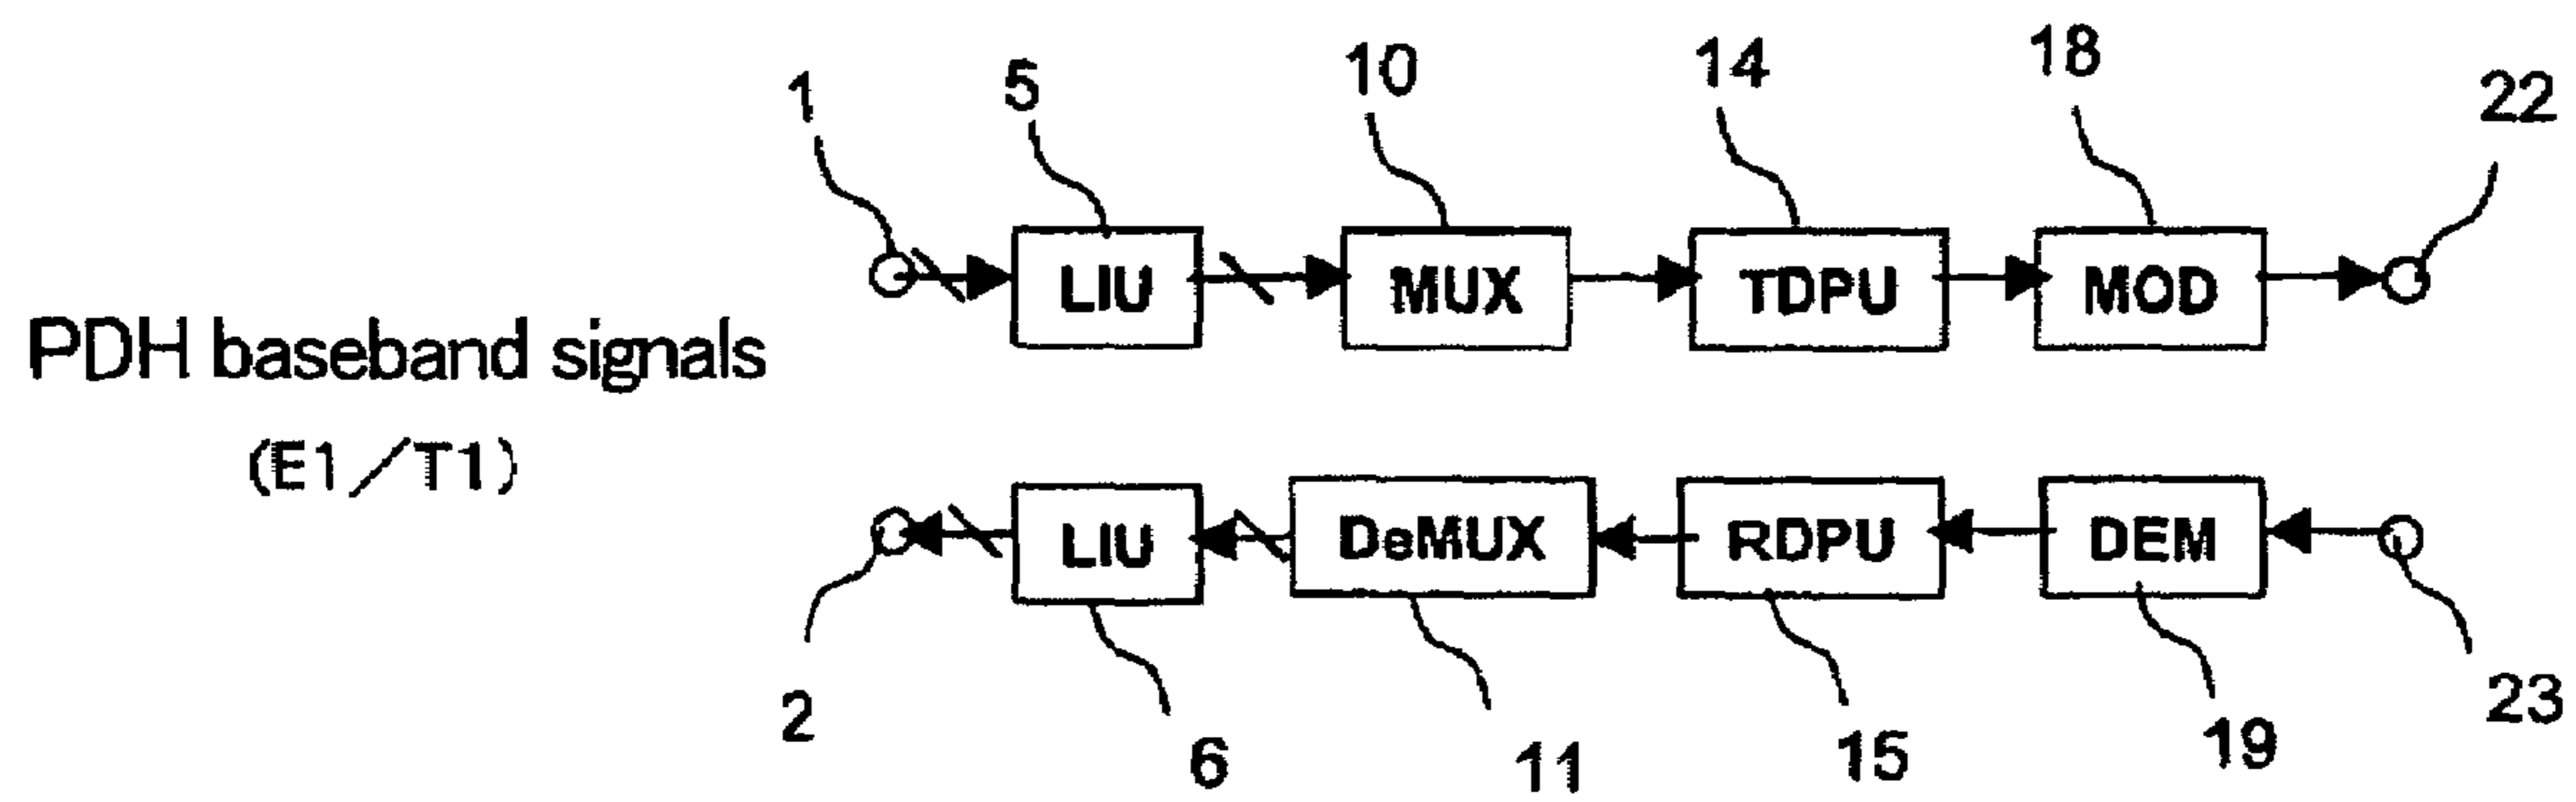 1 5 10 14 18 22
LIU MUX TDPU MOD
PDH baseband signals
(E1/T1)
LIU DeMUX RDPU DEM
2 6 11 15 19 23